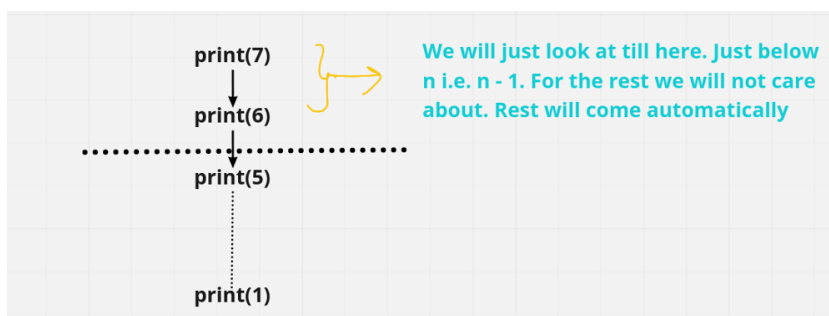 print(7)
We will just look at till here. Just below
n i.e. n - 1. For the rest we will not care
about. Rest will come automatically
print(6)
print(5)
print(1)